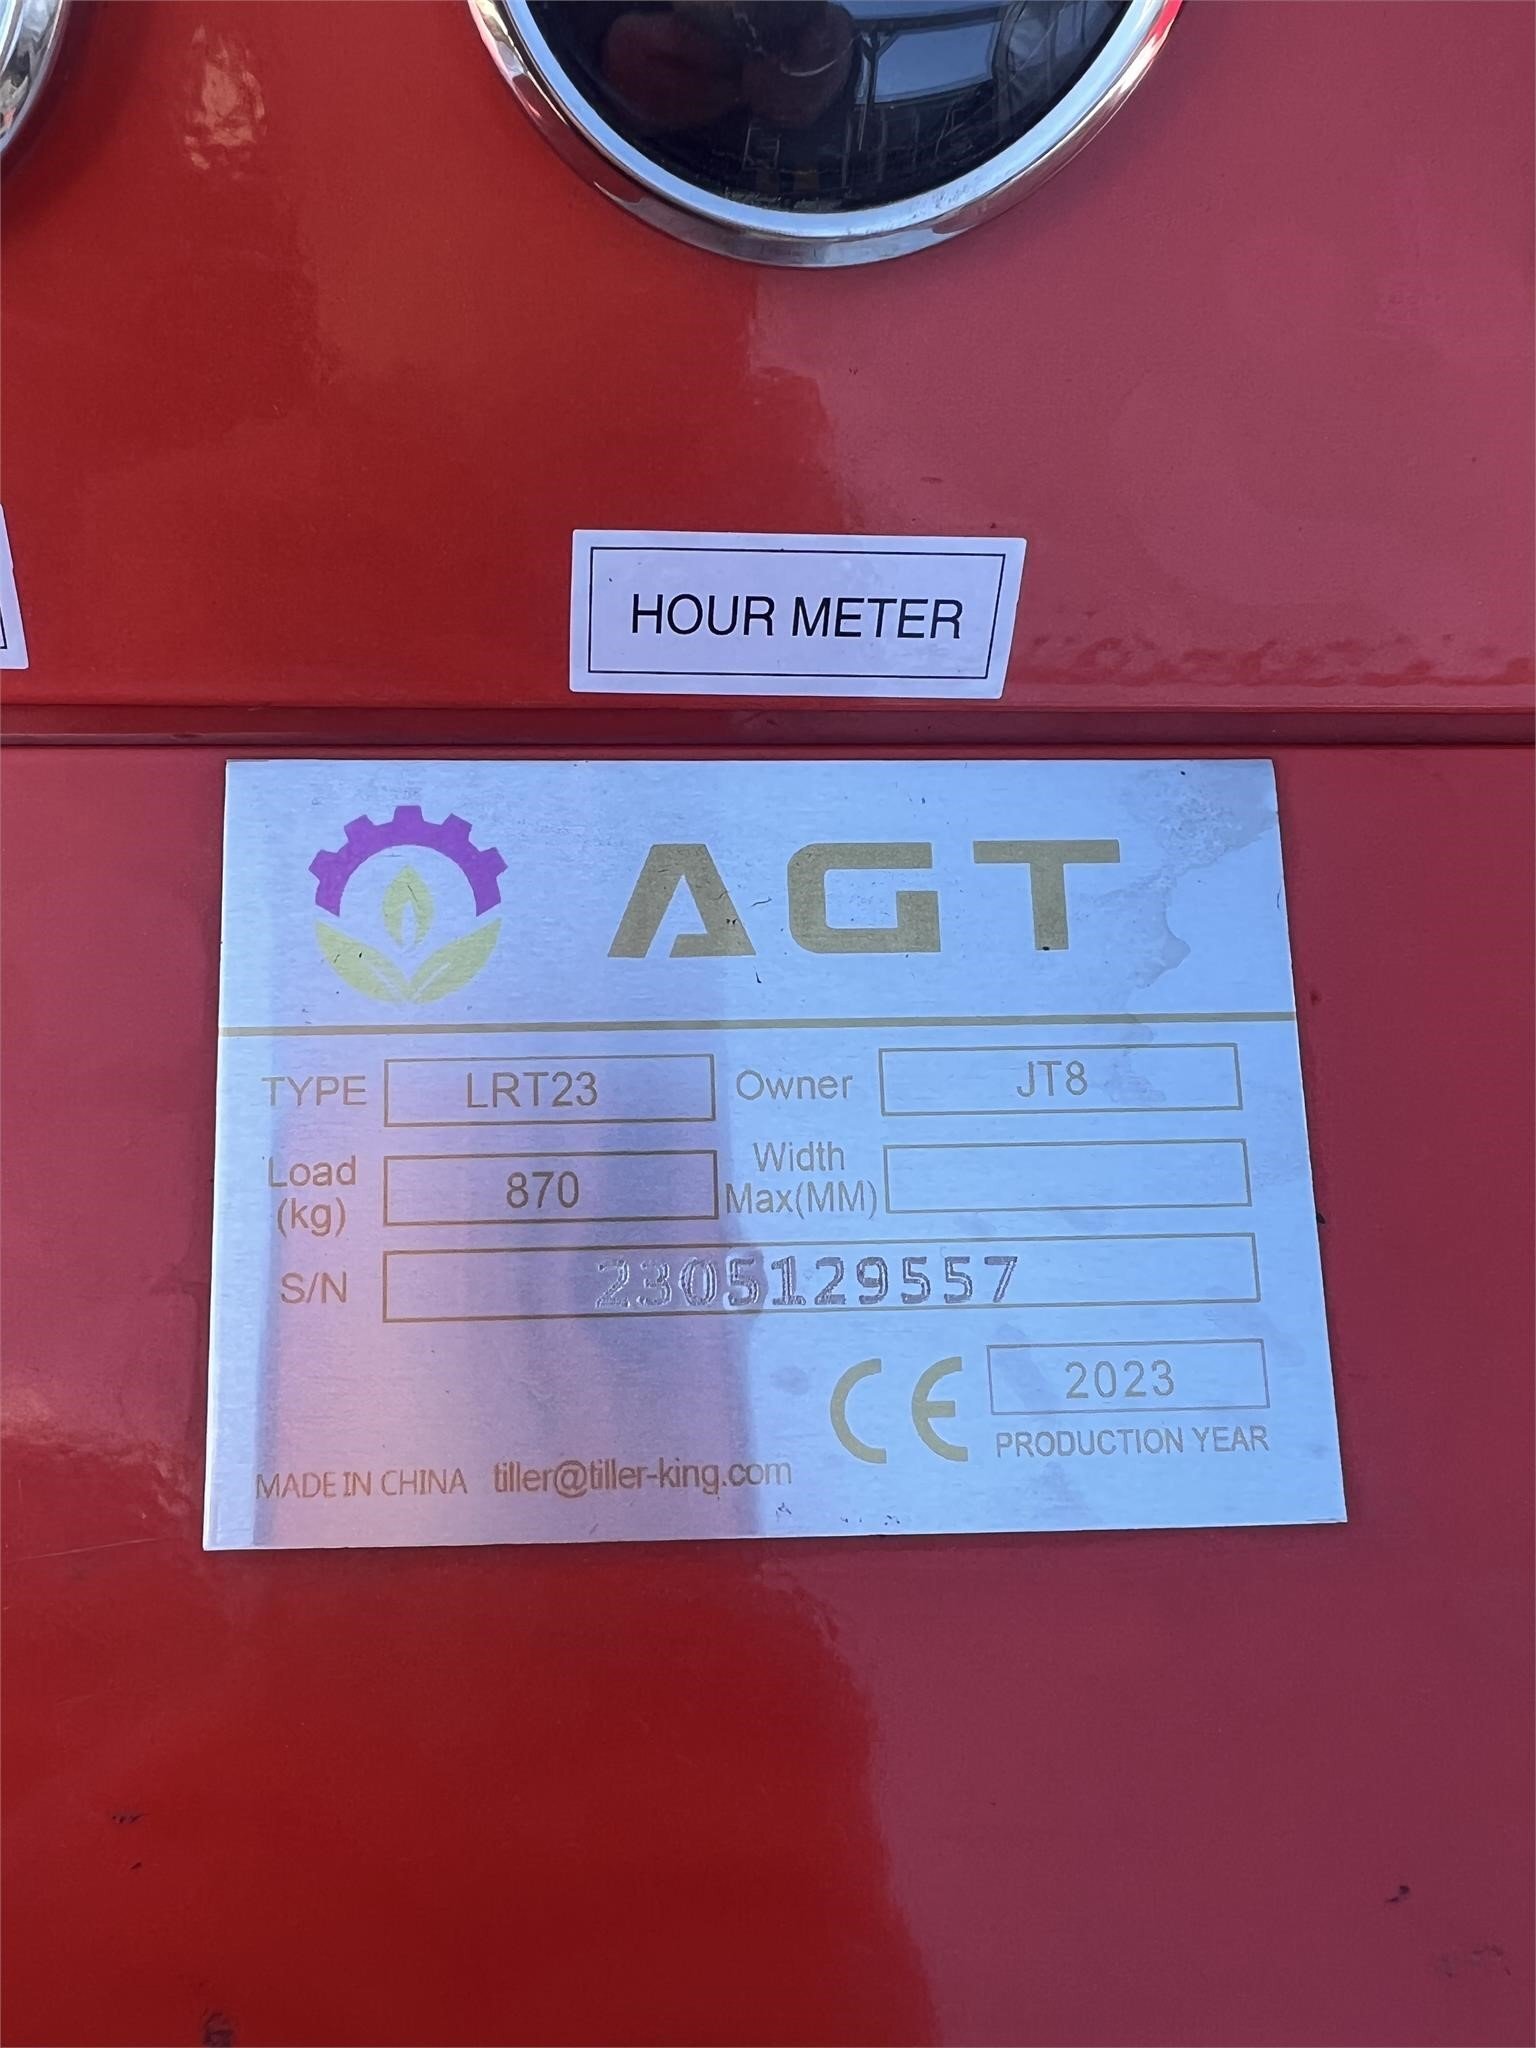 HOUR METER
AGT
TYPE LRT23 Owner JT8
Load (kg) 870 Width Max(MM)
S/N 2305129557
CE 2023
PRODUCTION YEAR
MADE IN CHINA tiller@tiller-king.com